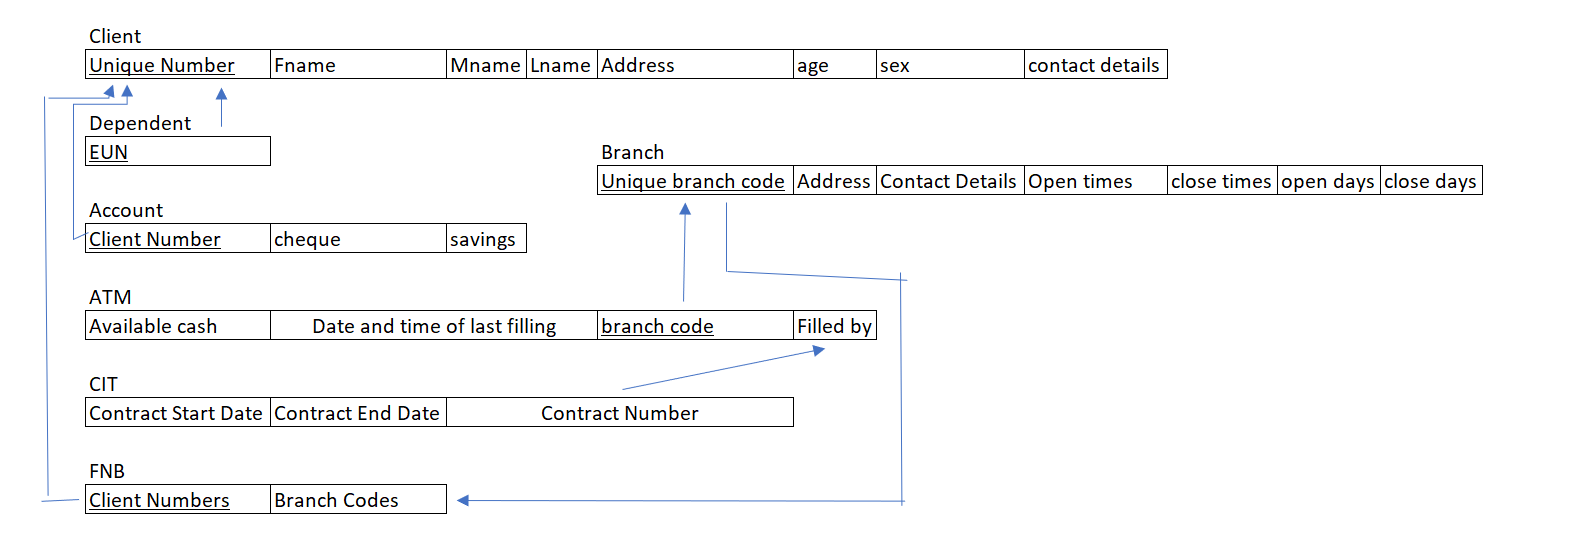 Client
Unique Number Fname Mname Lname Address age sex contact details
Dependent
EUN
Branch
Unique branch code Address Contact Details Open times close times open days close days
Account
Client Number cheque savings
ATM
Available cash Date and time of last filling branch code Filled by
CIT
Contract Start Date Contract End Date Contract Number
FNB
Client Numbers Branch Codes